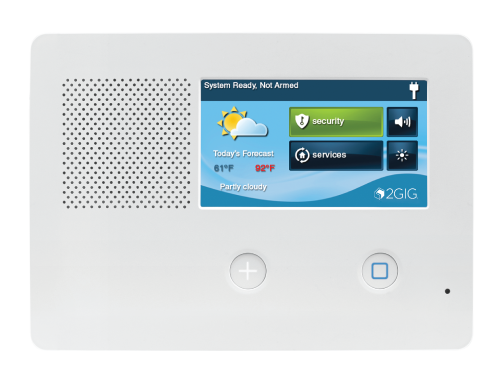 System Ready, Not Armed
security
Today's Forecast
services
61°F 92°F
Partly cloudy
2GIG